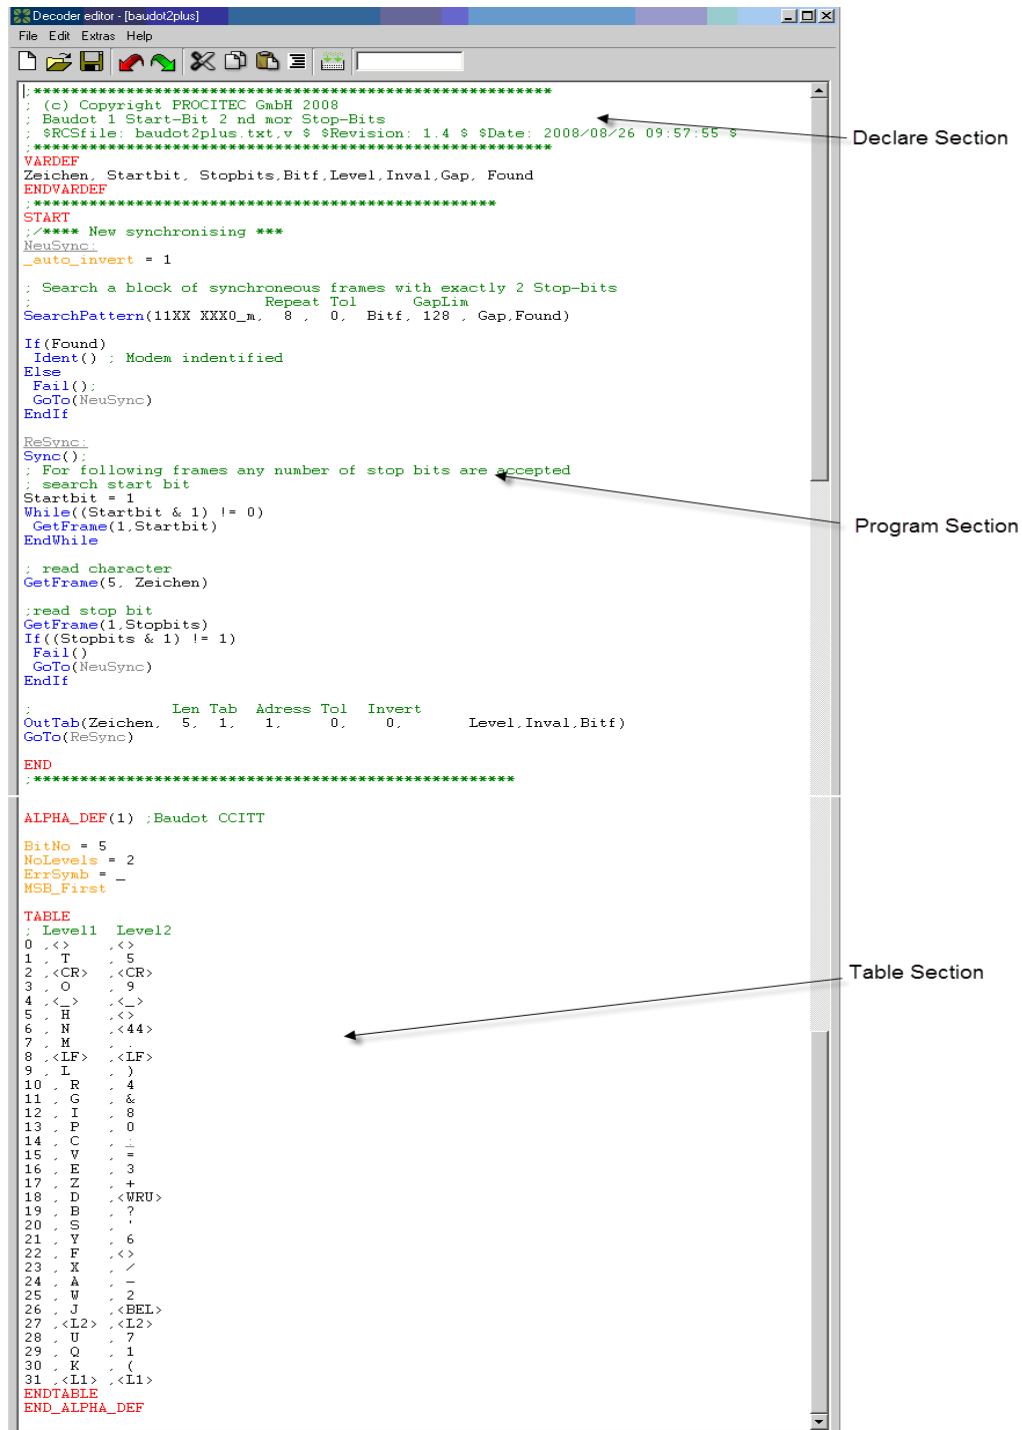 Decoder editor - [baudot2plus]
File Edit Extras Help
;********************************************************
; (c) Copyright PROCITEC GmbH 2008
; Baudot 1 Start-Bit 2 nd mor Stop-Bits
; $RCSfile: baudot2plus.txt,v $ $Revision: 1.4 $ $Date: 2008/08/26 09:57:55 $
;********************************************************
Declare Section
VARDEF
Zeichen, Startbit, Stopbits,Bitf,Level,Inval,Gap, Found
ENDVARDEF
;**************************************************
START
;/**** New synchronising ***
NeuSync:
_auto_invert = 1
; Search a block of synchroneous frames with exactly 2 Stop-bits
; Repeat Tol GapLim
SearchPattern(11XX XXX0_m, 8 , 0, Bitf, 128 , Gap,Found)
If(Found)
Ident() ; Modem indentified
Else
Fail();
GoTo(NeuSync)
EndIf
ReSync:
Sync();
; For following frames any number of stop bits are accepted
; search start bit
Startbit = 1
While((Startbit & 1) != 0)
GetFrame(1,Startbit)
EndWhile
Program Section
; read character
GetFrame(5, Zeichen)
;read stop bit
GetFrame(1,Stopbits)
If((Stopbits & 1) != 1)
Fail()
GoTo(NeuSync)
EndIf
; Len Tab Adress Tol Invert
OutTab(Zeichen, 5, 1, 1, 0, 0, Level,Inval,Bitf)
GoTo(ReSync)
END
;****************************************************
ALPHA_DEF(1) ;Baudot CCITT
BitNo = 5
NoLevels = 2
ErrSymb = _
MSB_First
TABLE
; Level1 Level2
0 ,<> ,<>
1 , T , 5
2 ,<CR> ,<CR>
3 , O , 9
4 ,<_> ,<_>
Table Section
5 , H ,<>
6 , N ,<44>
7 , M , .
8 ,<LF> ,<LF>
9 , L , )
10 , R , 4
11 , G , &
12 , I , 8
13 , P , 0
14 , C , :
15 , V , =
16 , E , 3
17 , Z , +
18 , D ,<WRU>
19 , B , ?
20 , S , '
21 , Y , 6
22 , F ,<>
23 , X , /
24 , A , -
25 , W , 2
26 , J ,<BEL>
27 ,<L2> ,<L2>
28 , U , 7
29 , Q , 1
30 , K , (
31 ,<L1> ,<L1>
ENDTABLE
END_ALPHA_DEF